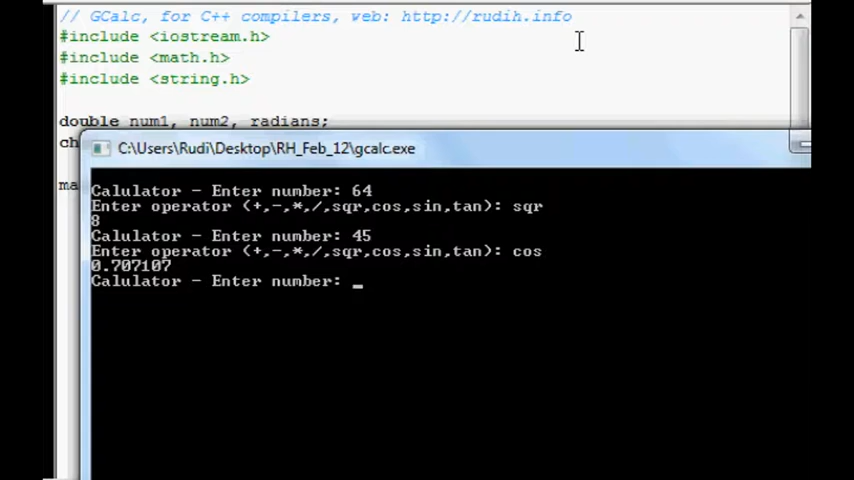 // GCalc, for C++ compilers, web: http://rudih.info
#include <iostream.h>
#include <math.h>
#include <string.h>
double num1, num2, radians;
ch
ma
C:\Users\Rudi\Desktop\RH_Feb_12\gcalc.exe
Calulator - Enter number: 64
Enter operator (+,-,*,/,sqr,cos,sin,tan): sqr
8
Calulator - Enter number: 45
Enter operator (+,-,*,/,sqr,cos,sin,tan): cos
0.707107
Calulator - Enter number: _